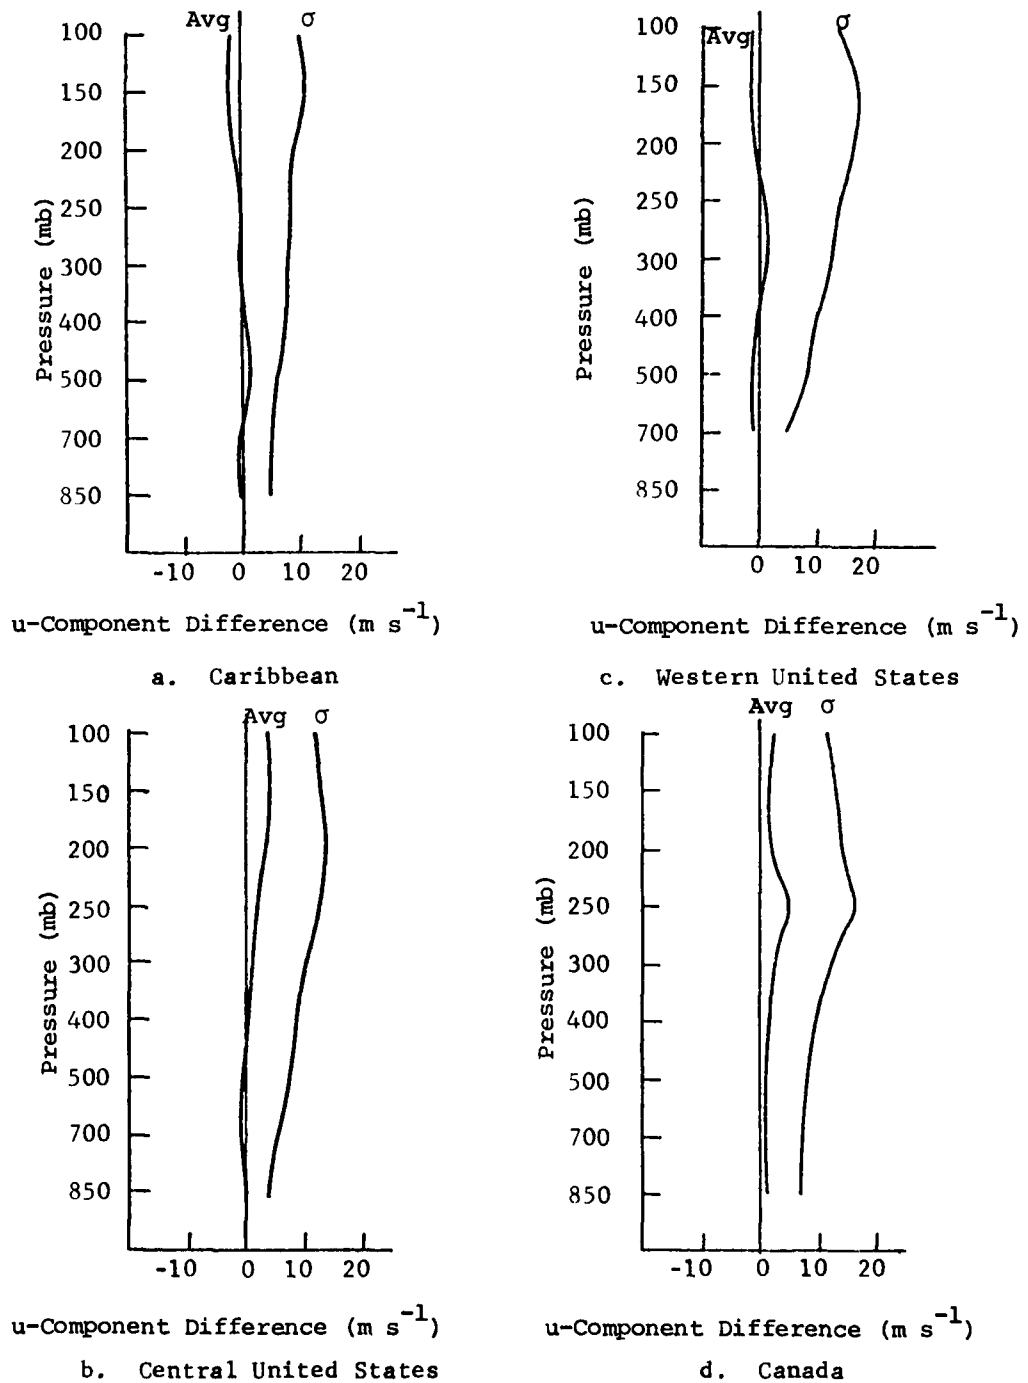 Avg σ
100
150
200
250
300
400
500
700
850
Pressure (mb)
-10 0 10 20
u-Component Difference (m s⁻¹)
a. Caribbean
Avg σ
100
150
200
250
300
400
500
700
850
Pressure (mb)
0 10 20
u-Component Difference (m s⁻¹)
c. Western United States
Avg σ
100
150
200
250
300
400
500
700
850
Pressure (mb)
-10 0 10 20
u-Component Difference (m s⁻¹)
b. Central United States
Avg σ
100
150
200
250
300
400
500
700
850
Pressure (mb)
-10 0 10 20
u-Component Difference (m s⁻¹)
d. Canada